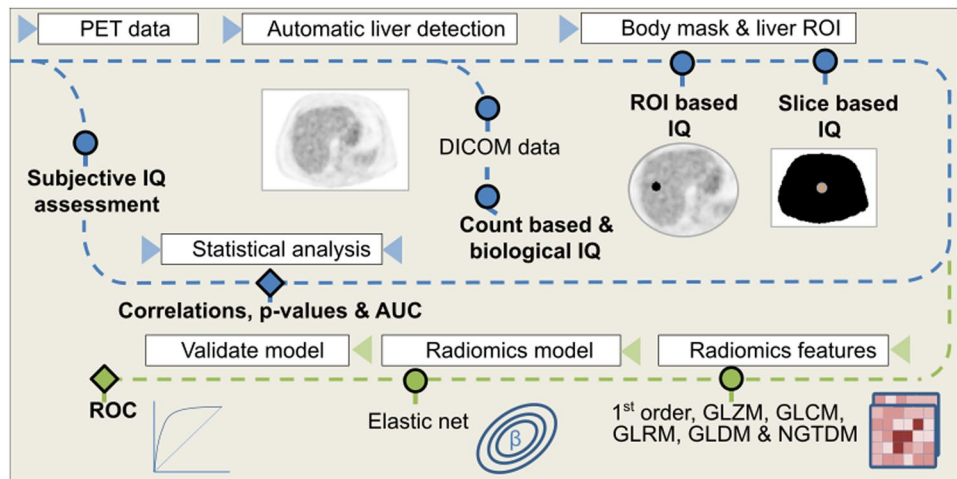 PET data
Automatic liver detection
Body mask & liver ROI
ROI based
IQ
Slice based
IQ
DICOM data
Subjective IQ
assessment
Count based &
biological IQ
Statistical analysis
Correlations, p-values & AUC
Validate model
Radiomics model
Radiomics features
ROC
Elastic net
β
1st order, GLZM, GLCM,
GLRM, GLDM & NGTDM